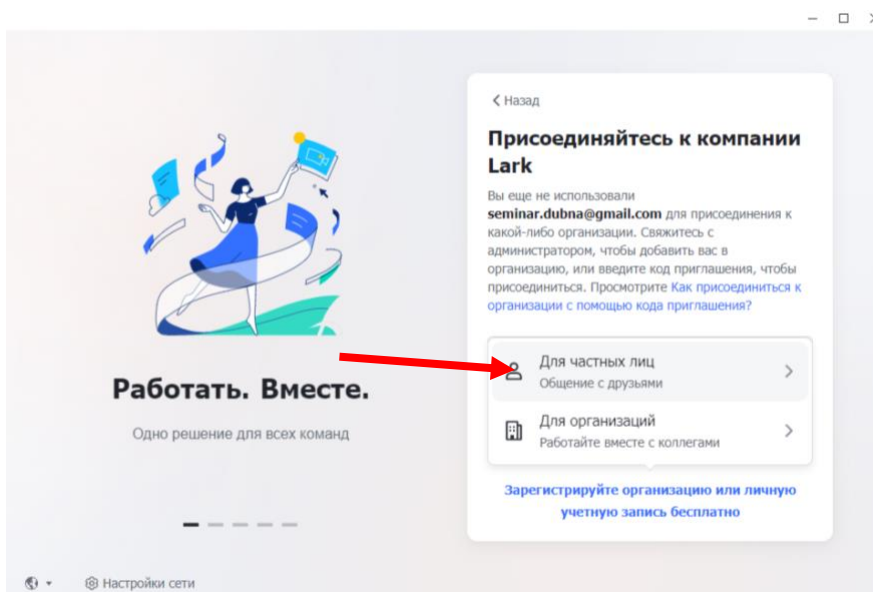 Назад
Присоединяйтесь к компании
Lark
Вы еще не использовали
seminar.dubna@gmail.com для присоединения к
какой-либо организации. Свяжитесь с
администратором, чтобы добавить вас в
организацию, или введите код приглашения, чтобы
присоединиться. Просмотрите Как присоединиться к
организации с помощью кода приглашения?
Для частных лиц
Общение с друзьями
Для организаций
Работайте вместе с коллегами
Зарегистрируйте организацию или личную
учетную запись бесплатно
Работать. Вместе.
Одно решение для всех команд
Настройки сети